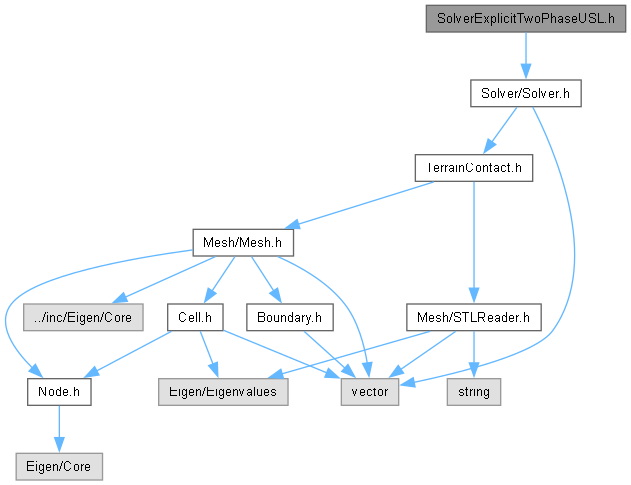 SolverExplicitTwoPhaseUSL.h
Solver/Solver.h
TerrainContact.h
Mesh/Mesh.h
../inc/Eigen/Core
Cell.h
Boundary.h
Mesh/STLReader.h
Node.h
Eigen/Eigenvalues
vector
string
Eigen/Core